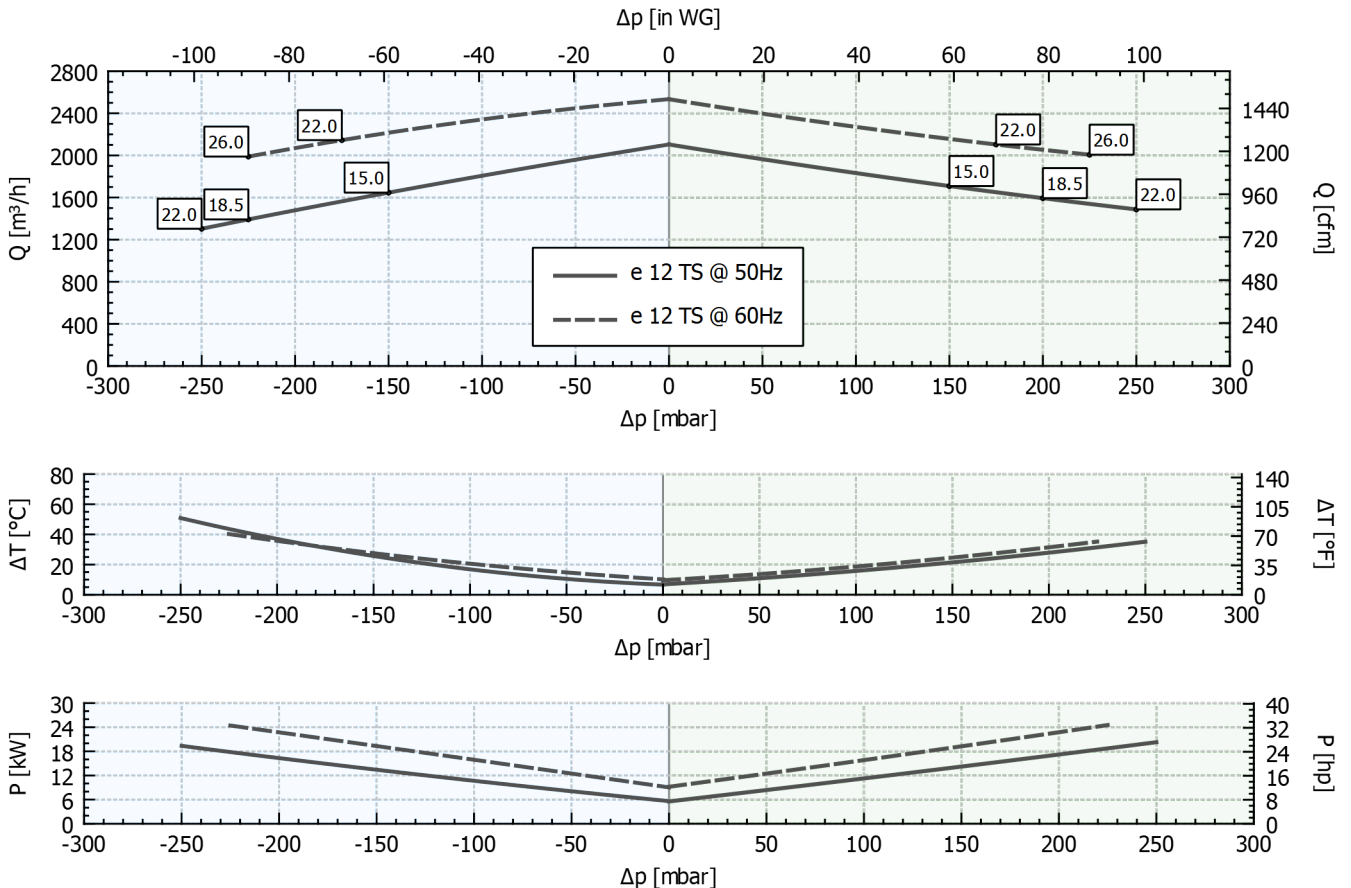 Δp [in WG]
-100 -80 -60 -40 -20 0 20 40 60 80 100
2800
2400
2000
1600
1200
800
400
0
Q [m³/h]
1440
1200
960
720
480
240
0
Q [cfm]
26.0
22.0
22.0
18.5
15.0
22.0
26.0
15.0
18.5
22.0
e 12 TS @ 50Hz
e 12 TS @ 60Hz
-300 -250 -200 -150 -100 -50 0 50 100 150 200 250 300
Δp [mbar]
80
60
40
20
0
ΔT [°C]
140
105
70
35
0
ΔT [°F]
-300 -250 -200 -150 -100 -50 0 50 100 150 200 250 300
Δp [mbar]
30
24
18
12
6
0
P [kW]
40
32
24
16
8
0
P [hp]
-300 -250 -200 -150 -100 -50 0 50 100 150 200 250 300
Δp [mbar]